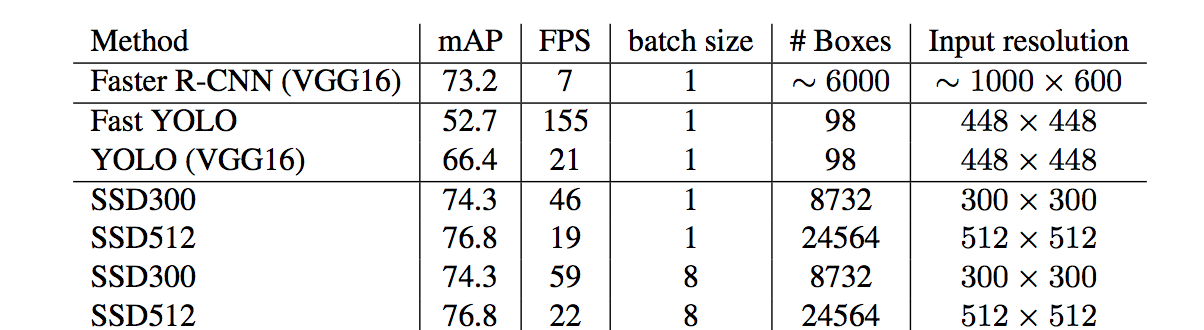 Method mAP FPS batch size # Boxes Input resolution
Faster R-CNN (VGG16) 73.2 7 1 ∼ 6000 ∼ 1000 × 600
Fast YOLO 52.7 155 1 98 448 × 448
YOLO (VGG16) 66.4 21 1 98 448 × 448
SSD300 74.3 46 1 8732 300 × 300
SSD512 76.8 19 1 24564 512 × 512
SSD300 74.3 59 8 8732 300 × 300
SSD512 76.8 22 8 24564 512 × 512